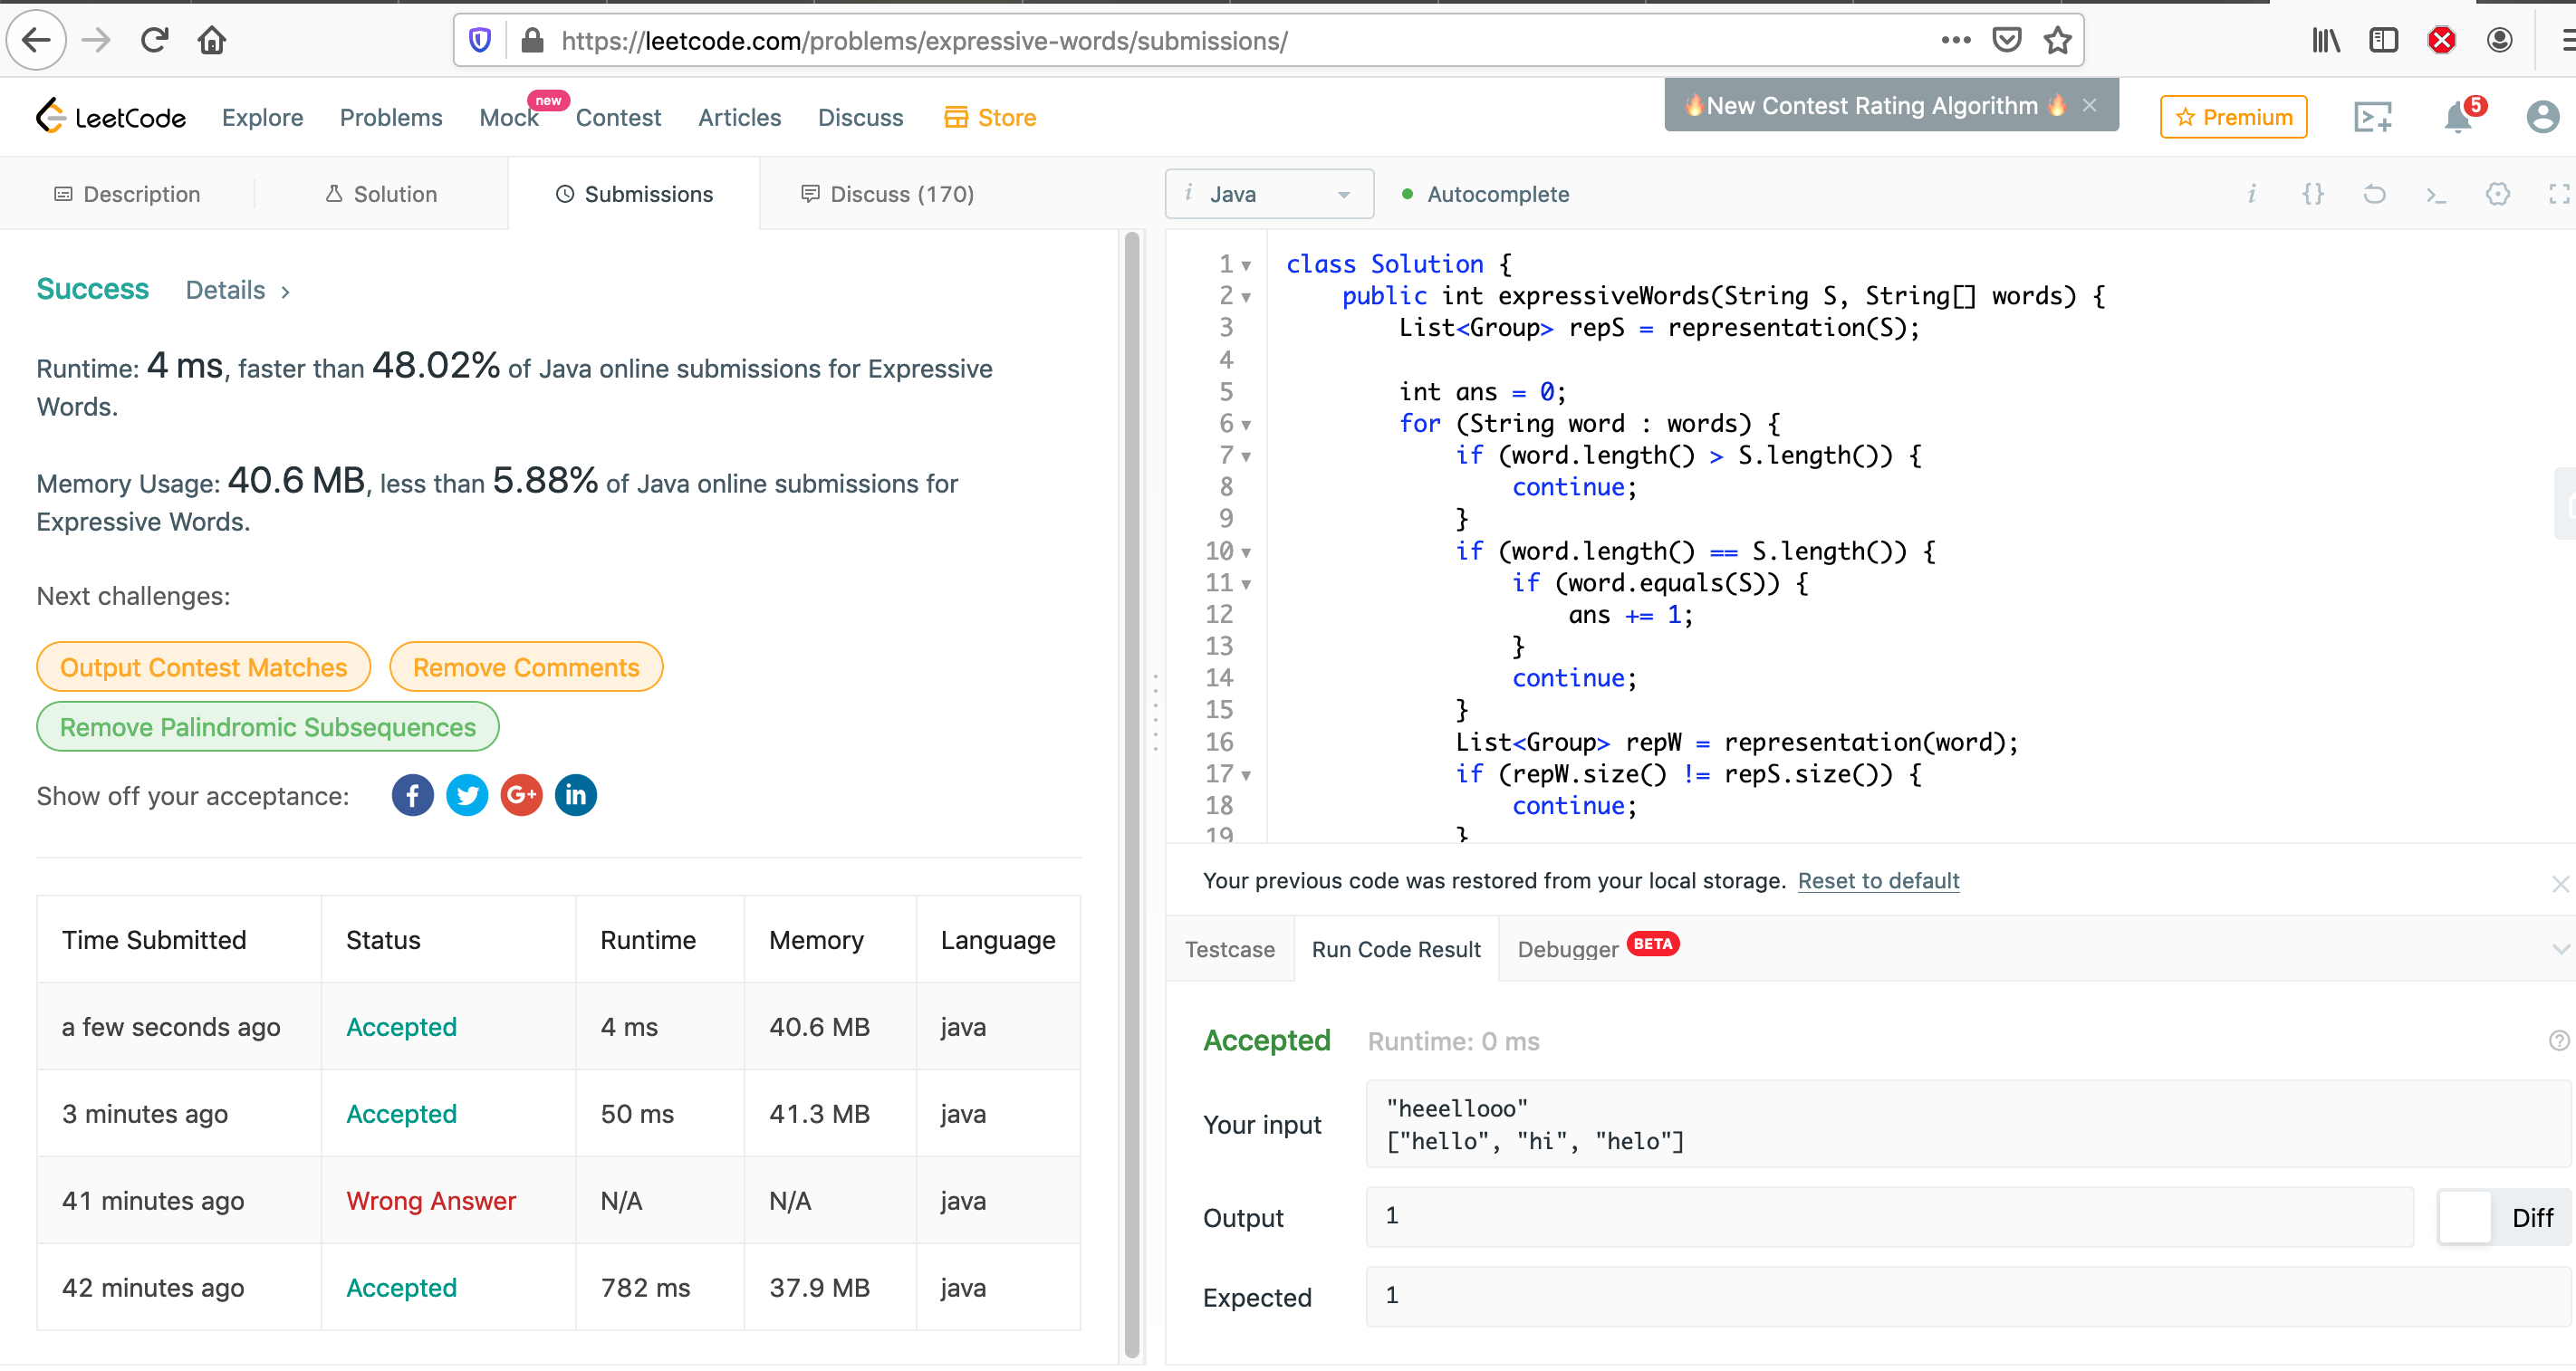 https://leetcode.com/problems/expressive-words/submissions/
LeetCode
Explore
Problems
Mock
new
Contest
Articles
Discuss
Store
🔥New Contest Rating Algorithm 🔥 ×
Premium
5
Description
Solution
Submissions
Discuss (170)
Success
Details >
Runtime: 4 ms, faster than 48.02% of Java online submissions for Expressive
Words.
Memory Usage: 40.6 MB, less than 5.88% of Java online submissions for
Expressive Words.
Next challenges:
Output Contest Matches
Remove Comments
Remove Palindromic Subsequences
Show off your acceptance:
f
G+
in
Time Submitted Status Runtime Memory Language
a few seconds ago Accepted 4 ms 40.6 MB java
3 minutes ago Accepted 50 ms 41.3 MB java
41 minutes ago Wrong Answer N/A N/A java
42 minutes ago Accepted 782 ms 37.9 MB java
i Java
Autocomplete
i {} >_
1 class Solution {
2 public int expressiveWords(String S, String[] words) {
3 List<Group> repS = representation(S);
4
5 int ans = 0;
6 for (String word : words) {
7 if (word.length() > S.length()) {
8 continue;
9 }
10 if (word.length() == S.length()) {
11 if (word.equals(S)) {
12 ans += 1;
13 }
14 continue;
15 }
16 List<Group> repW = representation(word);
17 if (repW.size() != repS.size()) {
18 continue;
19 }
Your previous code was restored from your local storage. Reset to default
Testcase
Run Code Result
Debugger BETA
Accepted Runtime: 0 ms
Your input
"heeellooo"
["hello", "hi", "helo"]
Output
1
Diff
Expected
1